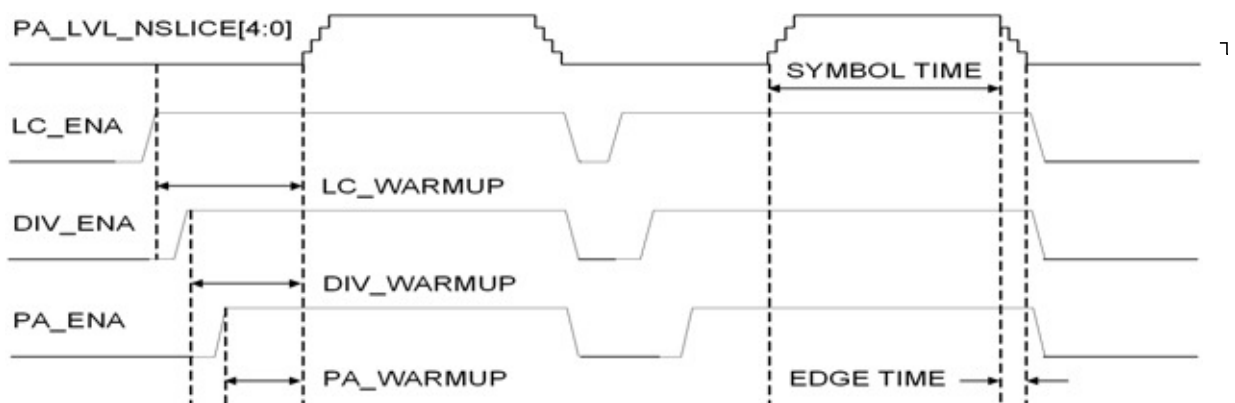 PA_LVL_NSLICE[4:0]
SYMBOL TIME
LC_ENA
LC_WARMUP
DIV_ENA
DIV_WARMUP
PA_ENA
PA_WARMUP
EDGE TIME